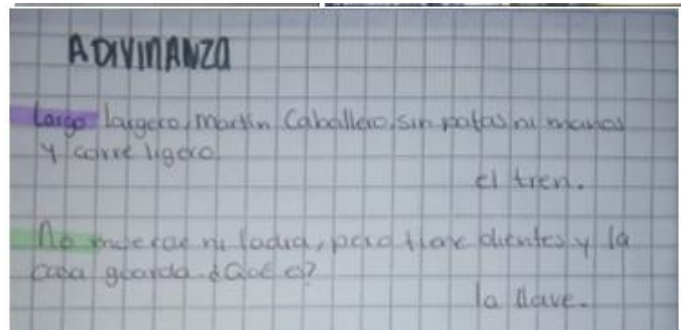 ADIVINANZA
Largo largero, Martín Caballero, sin patas ni manos
y corre ligero.
el tren.
No muerde ni ladra, pero tiene dientes y la
casa guarda ¿Qué es?
la llave.